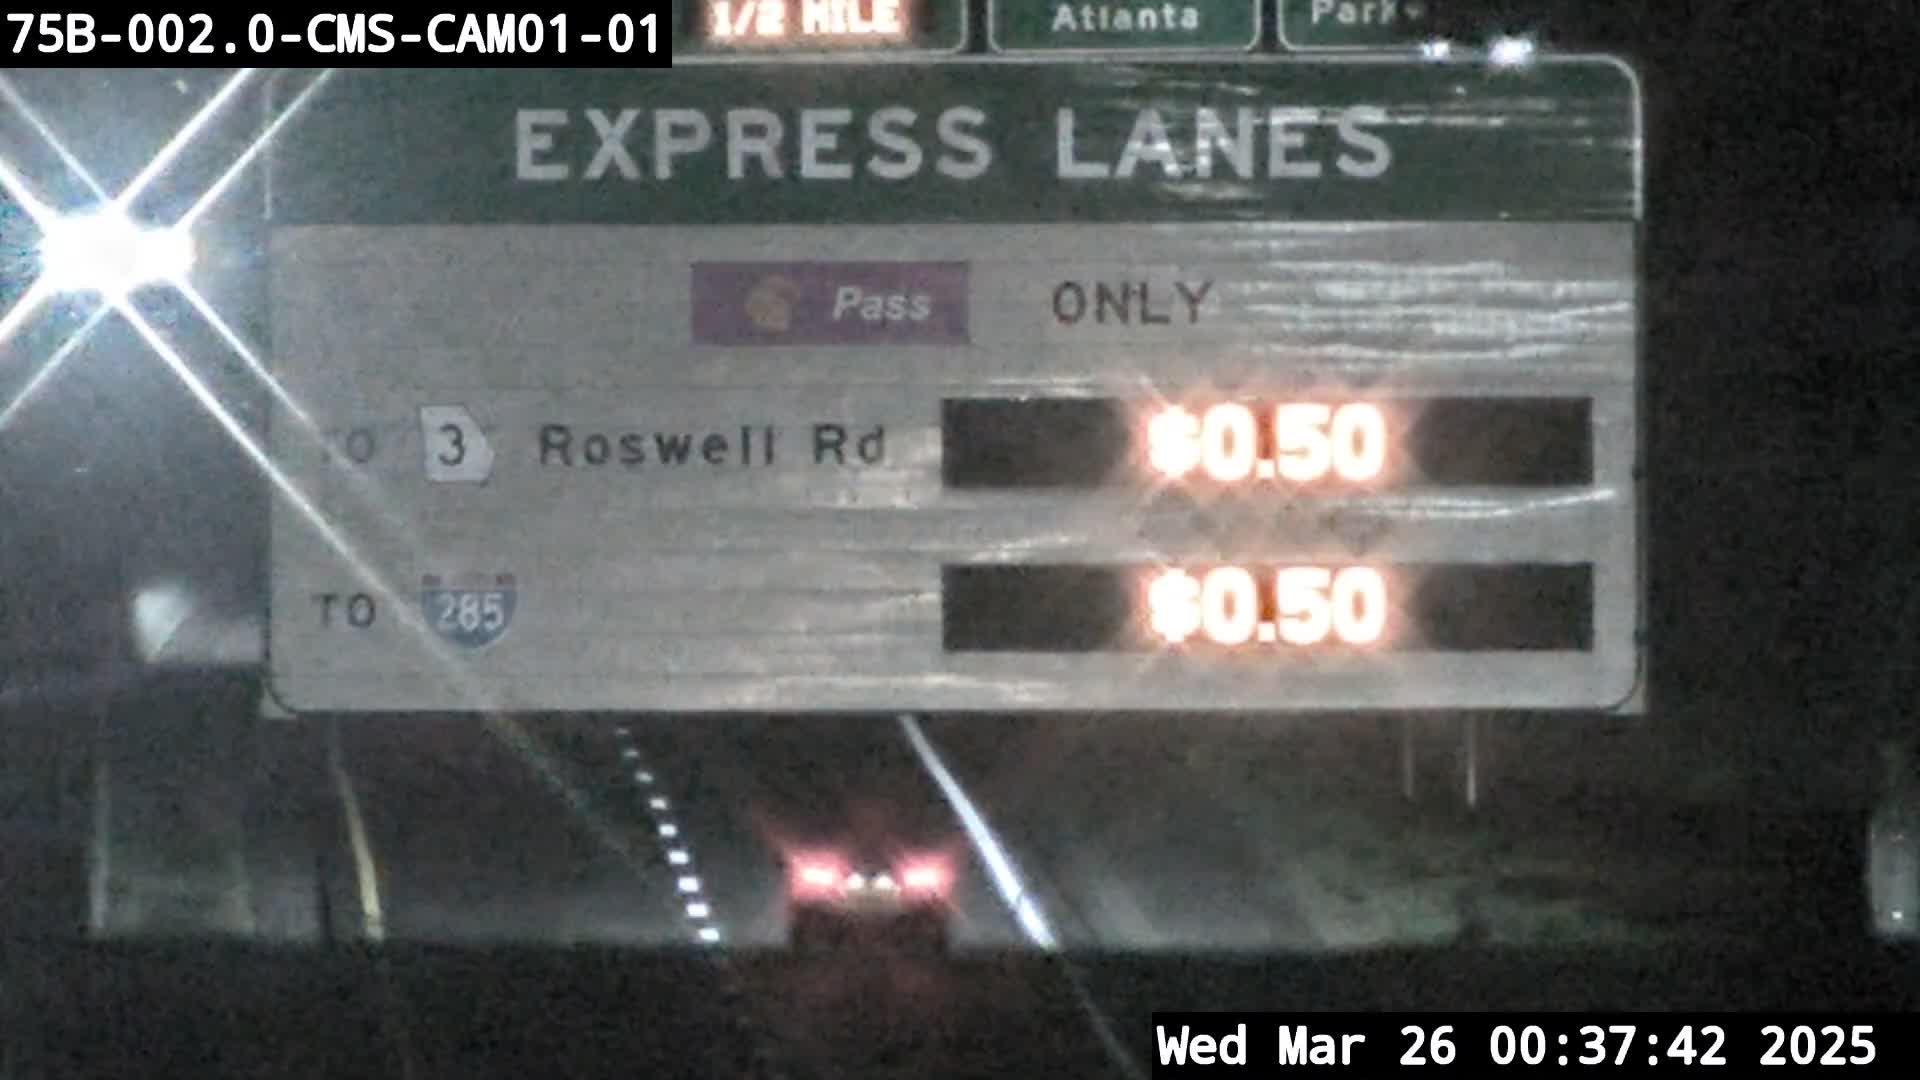 75B-002.0-CMS-CAM01-01
1/2 MILE
Atlanta
EXPRESS LANES
Pass ONLY
TO 3 Roswell Rd $0.50
TO 285 $0.50
Wed Mar 26 00:37:42 2025